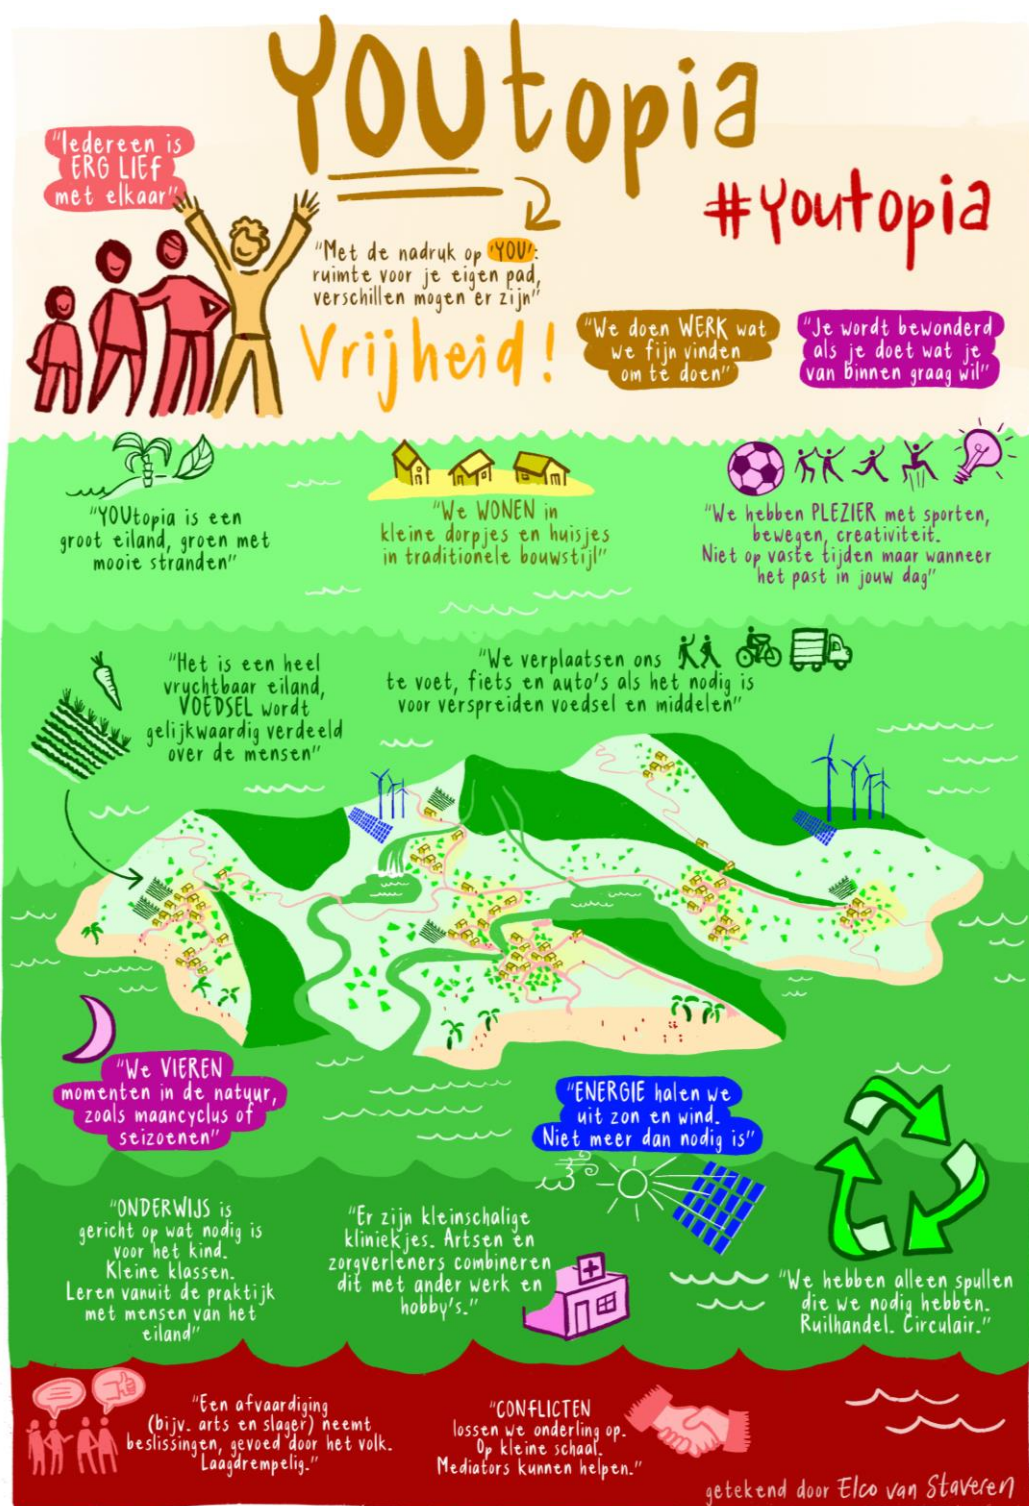 YOUtopia
#Youtopia
"Iedereen is
ERG LIEF
met elkaar"
"Met de nadruk op 'YOU':
ruimte voor je eigen pad,
verschillen mogen er zijn"
Vrijheid!
"We doen WERK wat
we fijn vinden
om te doen"
"Je wordt bewonderd
als je doet wat je
van binnen graag wil"
"YOUtopia is een
groot eiland, groen met
mooie stranden"
"We WONEN in
kleine dorpjes en huisjes
in traditionele bouwstijl"
"We hebben PLEZIER met sporten,
bewegen, creativiteit.
Niet op vaste tijden maar wanneer
het past in jouw dag"
"Het is een heel
vruchtbaar eiland,
VOEDSEL wordt
gelijkwaardig verdeeld
over de mensen"
"We verplaatsen ons
te voet, fiets en auto's als het nodig is
voor verspreiden voedsel en middelen"
"We VIEREN
momenten in de natuur,
zoals maancyclus of
seizoenen"
"ENERGIE halen we
uit zon en wind.
Niet meer dan nodig is"
"ONDERWIJS is
gericht op wat nodig is
voor het kind.
Kleine klassen.
Leren vanuit de praktijk
met mensen van het
eiland"
"Er zijn kleinschalige
kliniekjes. Artsen en
zorgverleners combineren
dit met ander werk en
hobby's."
"We hebben alleen spullen
die we nodig hebben.
Ruilhandel. Circulair."
"Een afvaardiging
(bijv. arts en slager) neemt
beslissingen, gevoed door het volk.
Laagdrempelig."
"CONFLICTEN
lossen we onderling op.
Op kleine schaal.
Mediators kunnen helpen."
getekend door Elco van Staveren